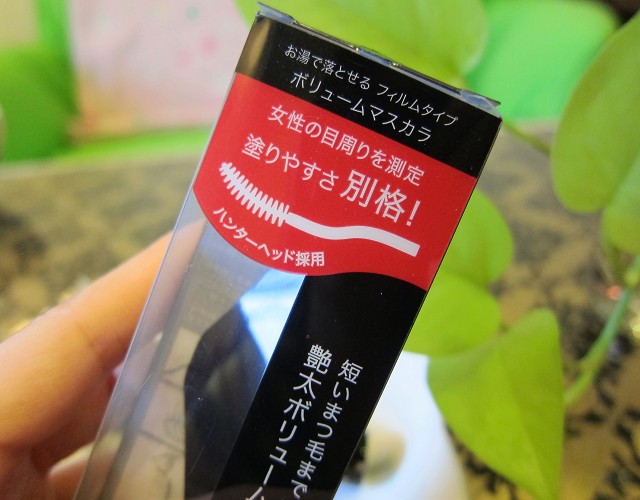 お湯で落とせる フィルムタイプ
ボリュームマスカラ
女性の目周りを測定
塗りやすさ 別格!
ハンターヘッド採用
短いまつ毛まで
艶太ボリューム